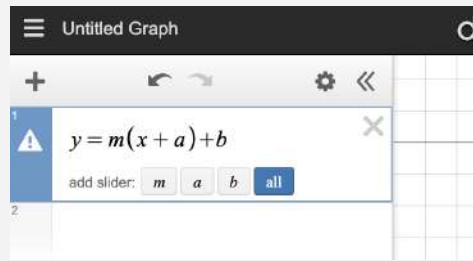 Untitled Graph
1
y = m(x + a)+b
add slider: m a b all
2